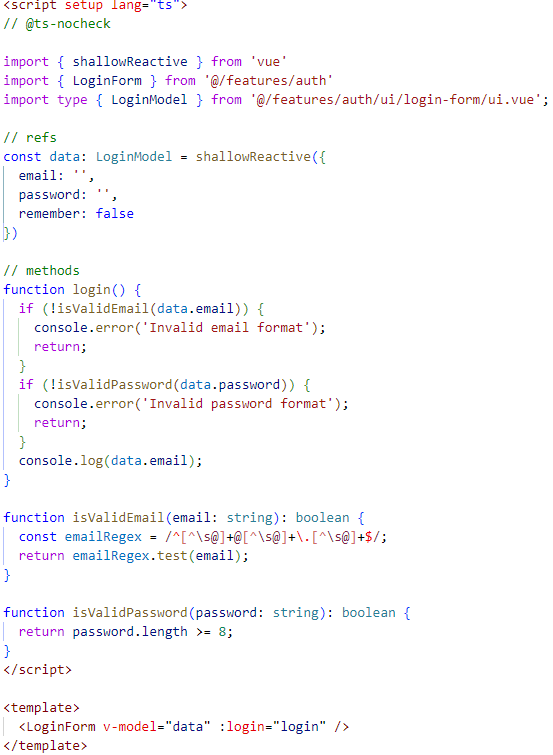 <script setup lang="ts">
// @ts-nocheck

import { shallowReactive } from 'vue'
import { LoginForm } from '@/features/auth'
import type { LoginModel } from '@/features/auth/ui/login-form/ui.vue';

// refs
const data: LoginModel = shallowReactive({
  email: '',
  password: '',
  remember: false
})

// methods
function login() {
  if (!isValidEmail(data.email)) {
    console.error('Invalid email format');
    return;
  }
  if (!isValidPassword(data.password)) {
    console.error('Invalid password format');
    return;
  }
  console.log(data.email);
}

function isValidEmail(email: string): boolean {
  const emailRegex = /^[^\s@]+@[^\s@]+\.[^\s@]+$/;
  return emailRegex.test(email);
}

function isValidPassword(password: string): boolean {
  return password.length >= 8;
}
</script>

<template>
  <LoginForm v-model="data" :login="login" />
</template>